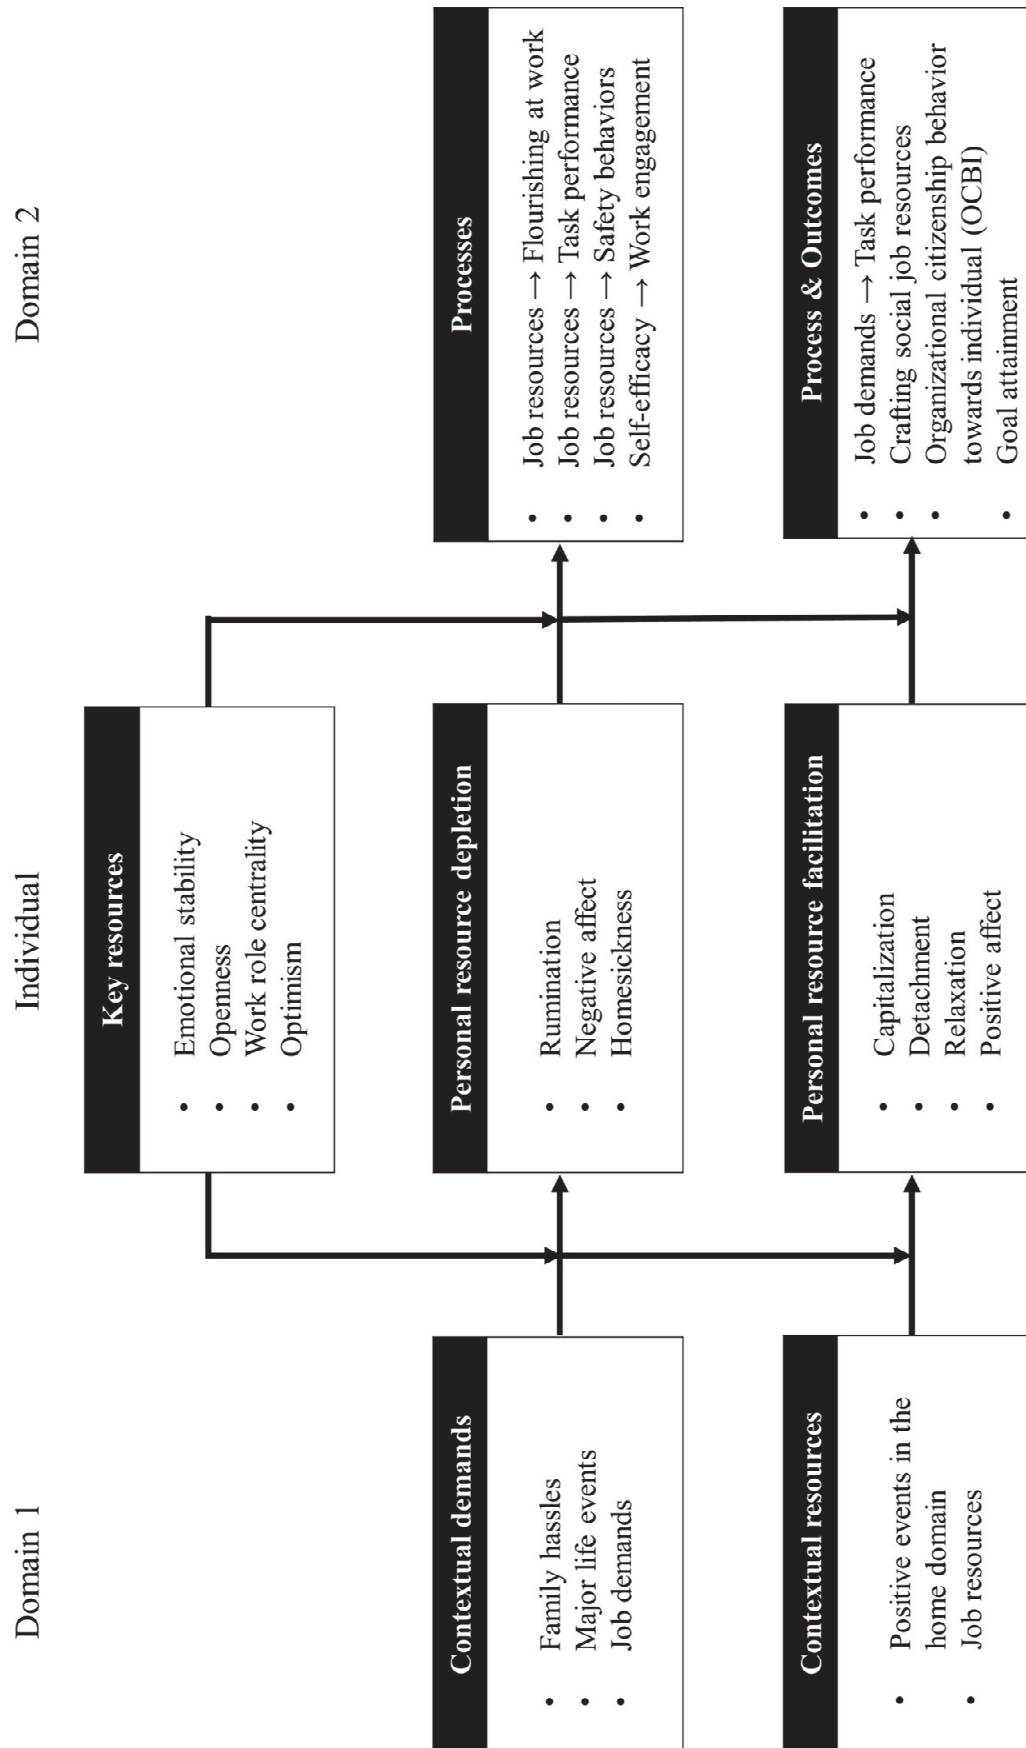 Domain 1
Individual
Domain 2
Key resources
• Emotional stability
• Openness
• Work role centrality
• Optimism
Contextual demands
• Family hassles
• Major life events
• Job demands
Personal resource depletion
• Rumination
• Negative affect
• Homesickness
Processes
• Job resources → Flourishing at work
• Job resources → Task performance
• Job resources → Safety behaviors
• Self-efficacy → Work engagement
Contextual resources
• Positive events in the
home domain
• Job resources
Personal resource facilitation
• Capitalization
• Detachment
• Relaxation
• Positive affect
Process & Outcomes
• Job demands → Task performance
• Crafting social job resources
• Organizational citizenship behavior
towards individual (OCBI)
• Goal attainment